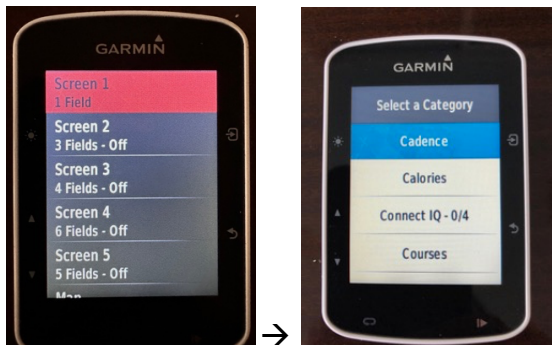 GARMIN
Screen 1
1 Field
Screen 2
3 Fields - Off
Screen 3
4 Fields - Off
Screen 4
6 Fields - Off
Screen 5
5 Fields - Off
Map
→
GARMIN
Select a Category
Cadence
Calories
Connect IQ - 0/4
Courses